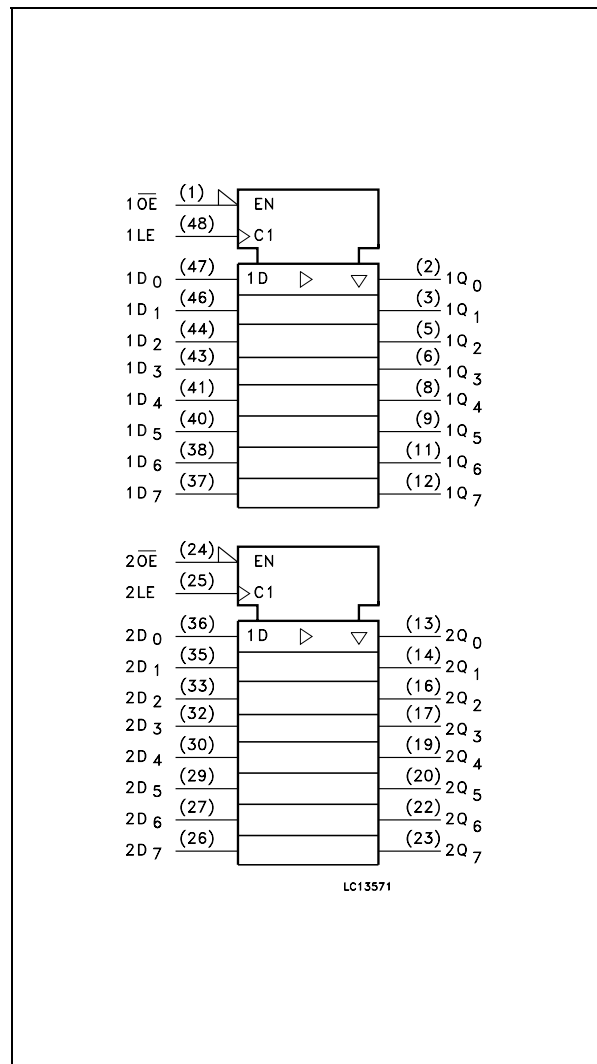 1O̅E̅ (1) EN
1LE (48) C1
1D0 (47) 1D (2) 1Q0
1D1 (46) (3) 1Q1
1D2 (44) (5) 1Q2
1D3 (43) (6) 1Q3
1D4 (41) (8) 1Q4
1D5 (40) (9) 1Q5
1D6 (38) (11) 1Q6
1D7 (37) (12) 1Q7
2O̅E̅ (24) EN
2LE (25) C1
2D0 (36) 1D (13) 2Q0
2D1 (35) (14) 2Q1
2D2 (33) (16) 2Q2
2D3 (32) (17) 2Q3
2D4 (30) (19) 2Q4
2D5 (29) (20) 2Q5
2D6 (27) (22) 2Q6
2D7 (26) (23) 2Q7
LC13571